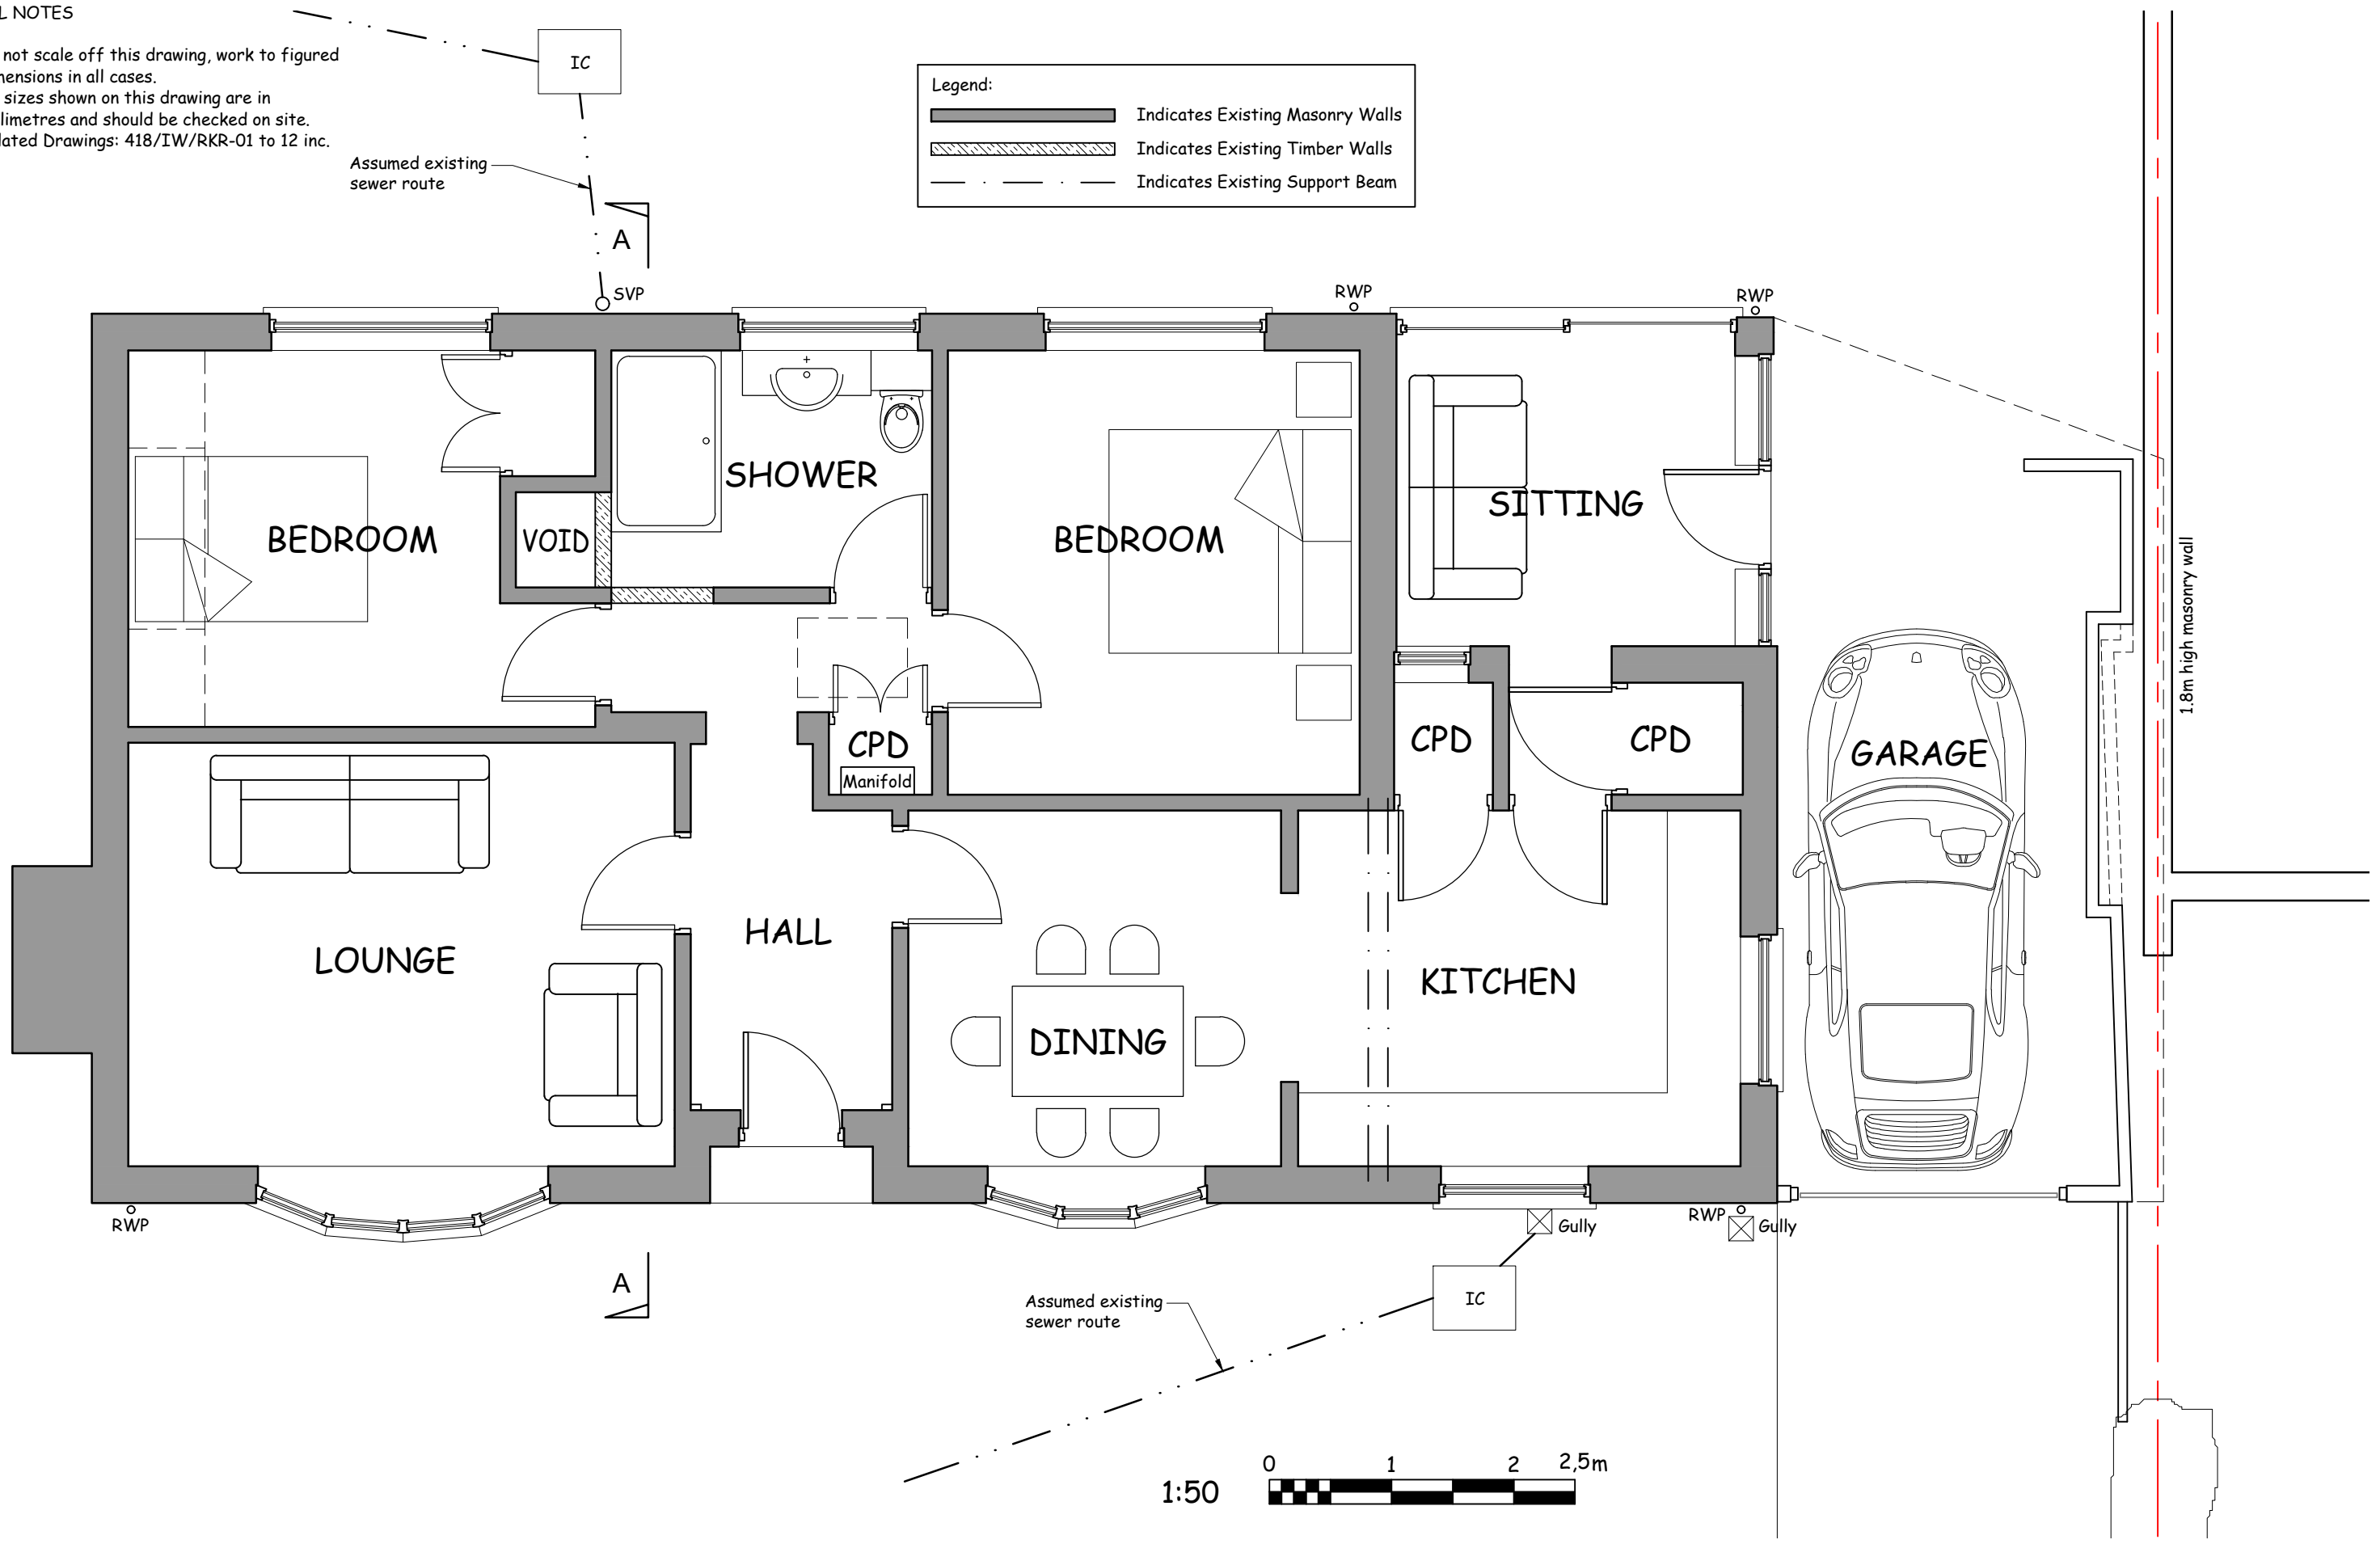 L NOTES
not scale off this drawing, work to figured
mensions in all cases.
sizes shown on this drawing are in
limetres and should be checked on site.
lated Drawings: 418/IW/RKR-01 to 12 inc.
IC
Legend:
Indicates Existing Masonry Walls
Indicates Existing Timber Walls
Indicates Existing Support Beam
Assumed existing
sewer route
A
SVP
RWP
RWP
SHOWER
SITTING
BEDROOM
VOID
BEDROOM
1.8m high masonry wall
CPD
Manifold
CPD
CPD
GARAGE
LOUNGE
HALL
KITCHEN
DINING
RWP
RWP
Gully
Gully
A
Assumed existing
sewer route
IC
1:50
0 1 2 2,5m